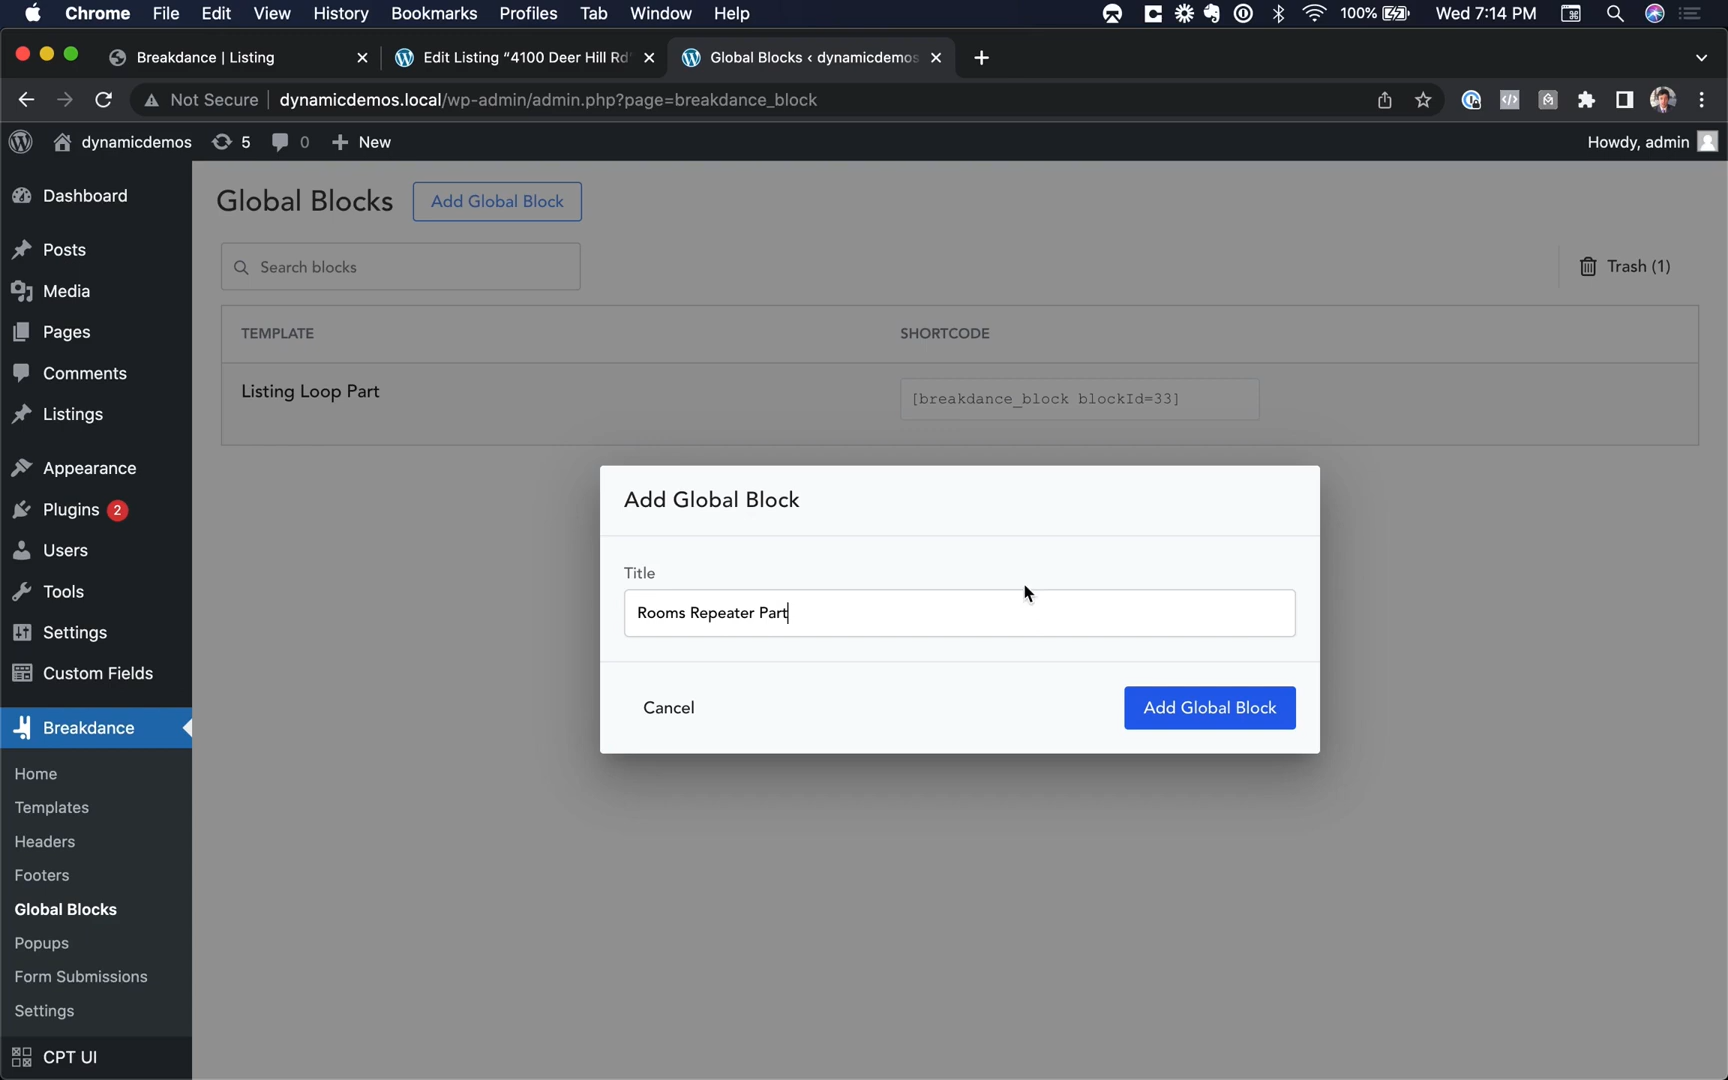 Chrome File Edit View History Bookmarks Profiles Tab Window Help 100% Wed 7:14 PM
Breakdance | Listing
Edit Listing “4100 Deer Hill Rd
Global Blocks ‹ dynamicdemos
Not Secure dynamicdemos.local/wp-admin/admin.php?page=breakdance_block
dynamicdemos 5 0 + New Howdy, admin
Dashboard
Posts
Media
Pages
Comments
Listings
Appearance
Plugins 2
Users
Tools
Settings
Custom Fields
Breakdance
Home
Templates
Headers
Footers
Global Blocks
Popups
Form Submissions
Settings
CPT UI
Global Blocks Add Global Block
Search blocks
Trash (1)
TEMPLATE SHORTCODE
Listing Loop Part [breakdance_block blockId=33]
Add Global Block
Title
Rooms Repeater Part
Cancel Add Global Block